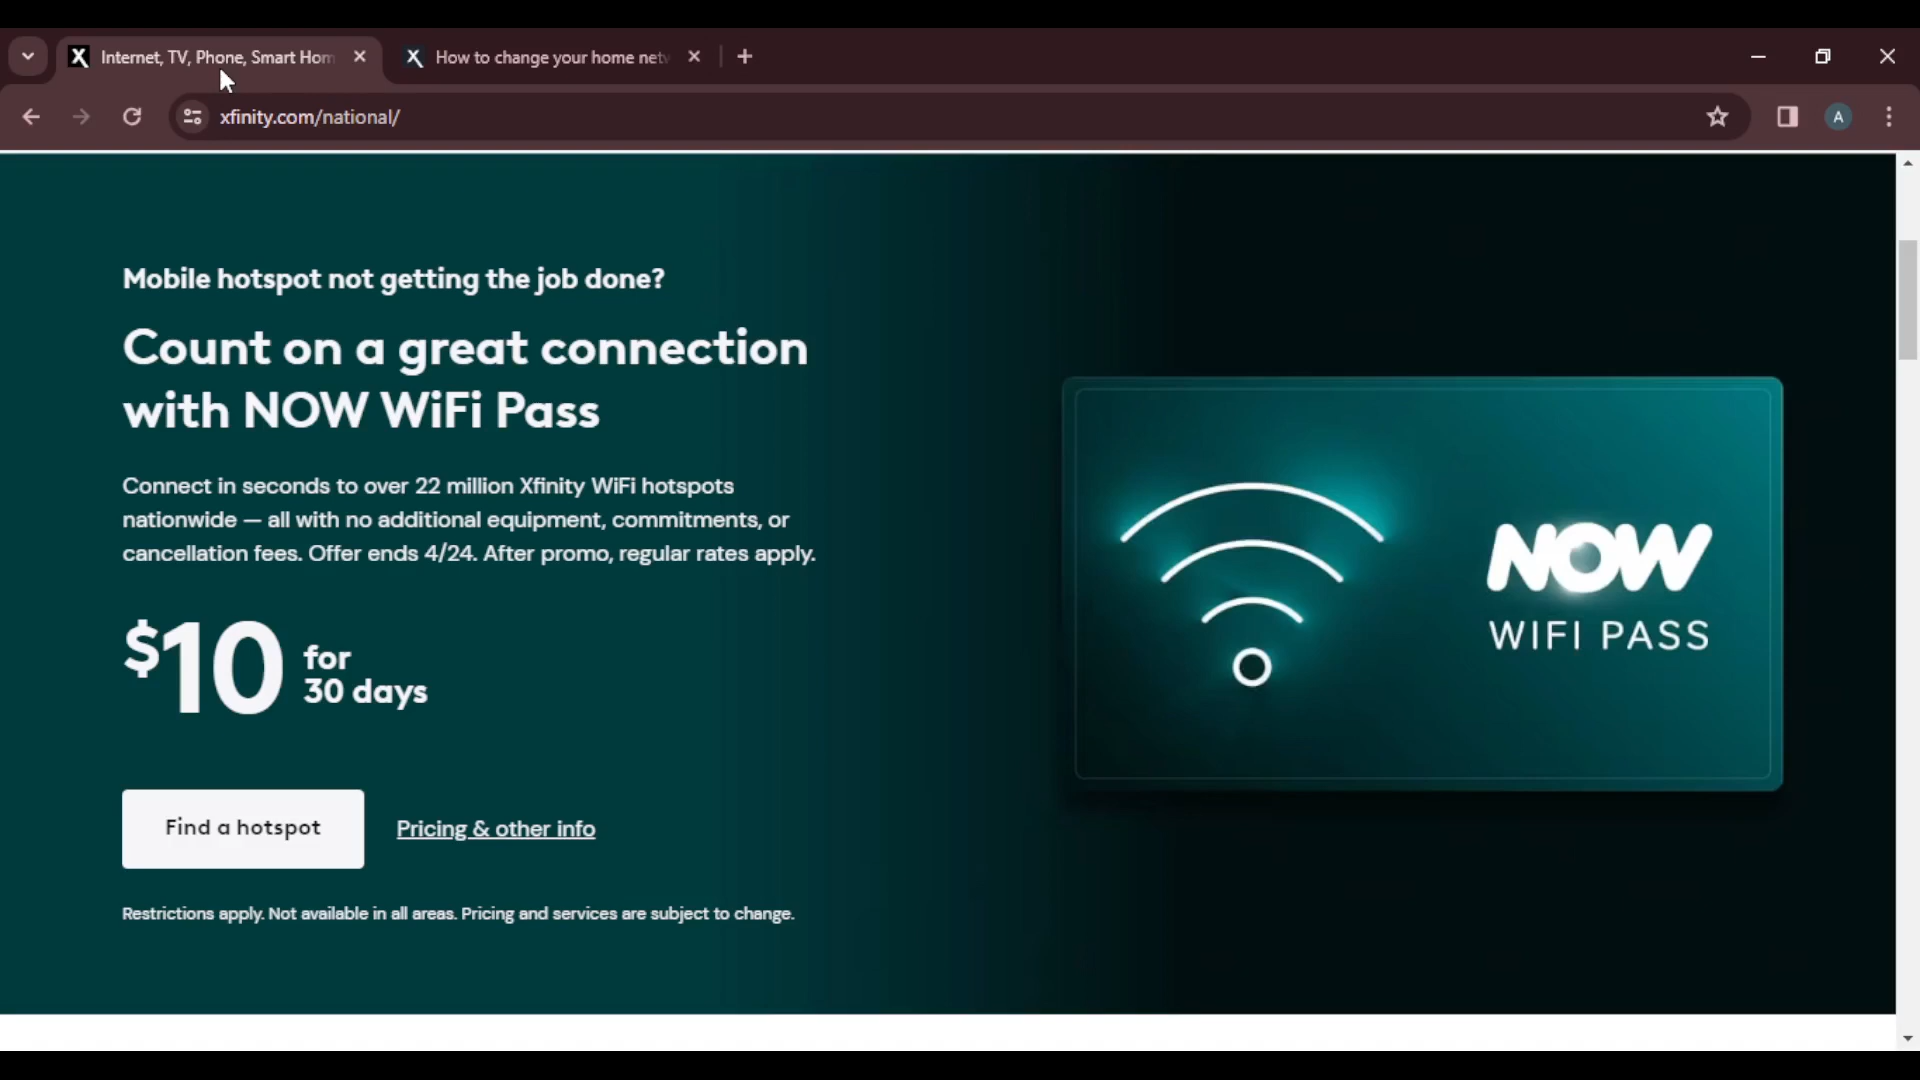 Internet, TV, Phone, Smart Hom
How to change your home netw
xfinity.com/national/
A
Mobile hotspot not getting the job done?
Count on a great connection
with NOW WiFi Pass
Connect in seconds to over 22 million Xfinity WiFi hotspots
nationwide — all with no additional equipment, commitments, or
cancellation fees. Offer ends 4/24. After promo, regular rates apply.
$10 for
30 days
Find a hotspot
Pricing & other info
Restrictions apply. Not available in all areas. Pricing and services are subject to change.
NOW
WIFI PASS